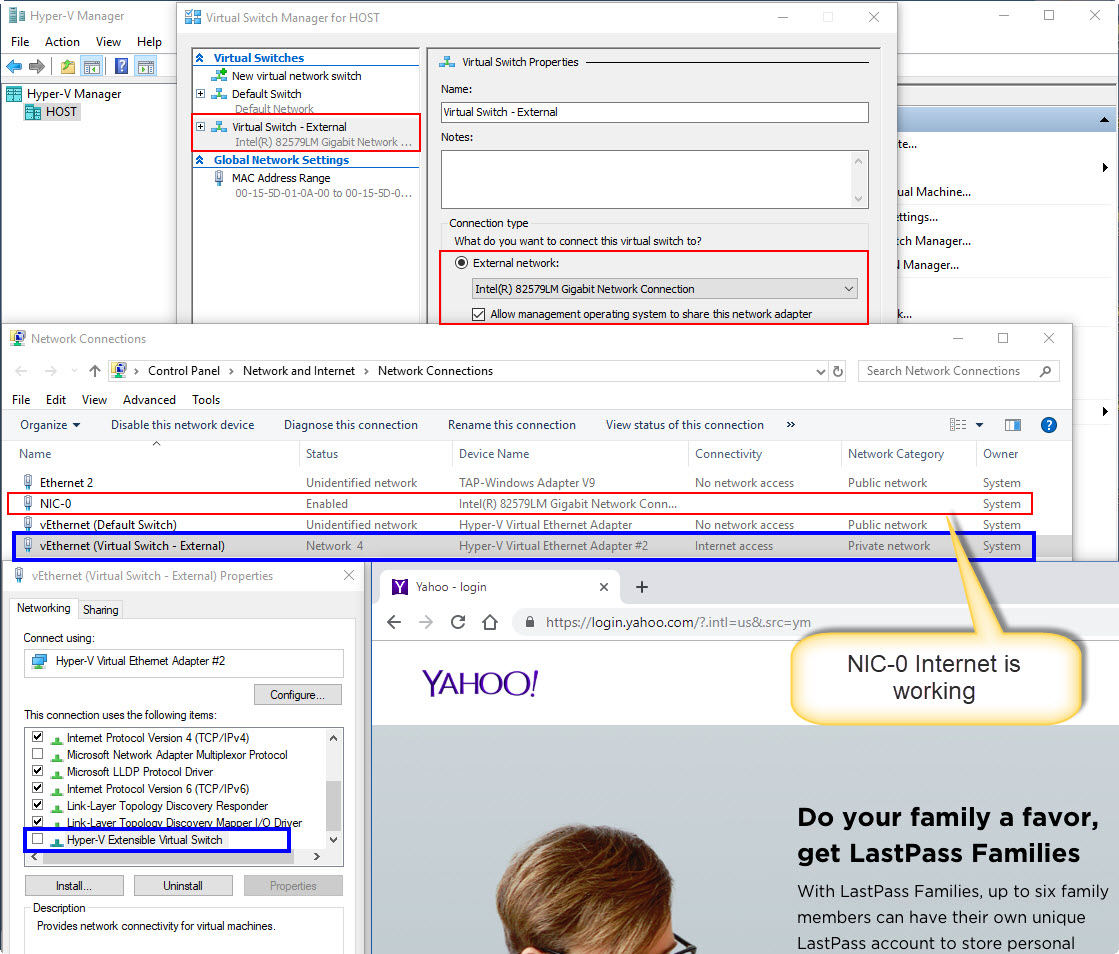 Hyper-V Manager
File Action View Help
Hyper-V Manager
HOST
Virtual Switch Manager for HOST
Virtual Switches
New virtual network switch
Default Switch
Default Network
Virtual Switch - External
Intel(R) 82579LM Gigabit Network ...
Global Network Settings
MAC Address Range
00-15-5D-01-0A-00 to 00-15-5D-0...
Virtual Switch Properties
Name:
Virtual Switch - External
Notes:
Connection type
What do you want to connect this virtual switch to?
External network:
Intel(R) 82579LM Gigabit Network Connection
Allow management operating system to share this network adapter
te...
ual Machine...
ettings...
tch Manager...
N Manager...
k...
Network Connections
Control Panel > Network and Internet > Network Connections
Search Network Connections
File Edit View Advanced Tools
Organize Disable this network device Diagnose this connection Rename this connection View status of this connection »
Name Status Device Name Connectivity Network Category Owner
Ethernet 2 Unidentified network TAP-Windows Adapter V9 No network access Public network System
NIC-0 Enabled Intel(R) 82579LM Gigabit Network Conn... System
vEthernet (Default Switch) Unidentified network Hyper-V Virtual Ethernet Adapter No network access Public network System
vEthernet (Virtual Switch - External) Network 4 Hyper-V Virtual Ethernet Adapter #2 Internet access Private network System
vEthernet (Virtual Switch - External) Properties
Networking Sharing
Connect using:
Hyper-V Virtual Ethernet Adapter #2
Configure...
This connection uses the following items:
Internet Protocol Version 4 (TCP/IPv4)
Microsoft Network Adapter Multiplexor Protocol
Microsoft LLDP Protocol Driver
Internet Protocol Version 6 (TCP/IPv6)
Link-Layer Topology Discovery Responder
Link-Layer Topology Discovery Mapper I/O Driver
Hyper-V Extensible Virtual Switch
Install... Uninstall Properties
Description
Provides network connectivity for virtual machines.
Yahoo - login
https://login.yahoo.com/?.intl=us&.src=ym
YAHOO!
NIC-0 Internet is
working
Do your family a favor,
get LastPass Families
With LastPass Families, up to six family
members can have their own unique
LastPass account to store personal